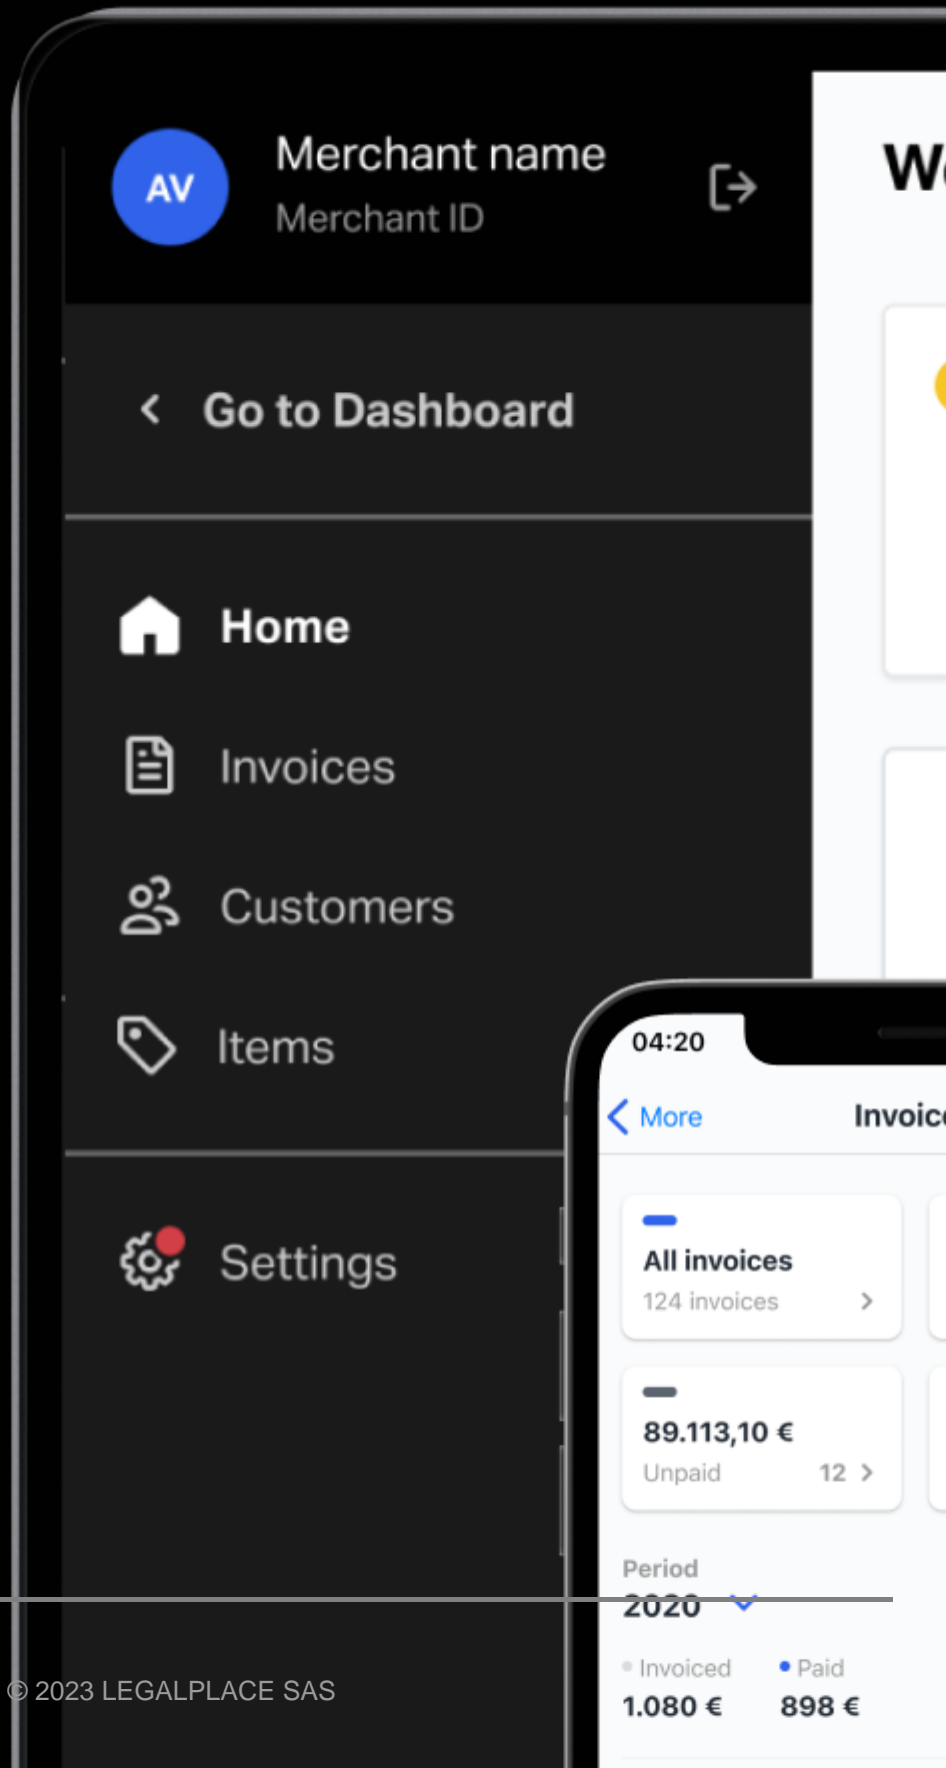 AV
Merchant name
Merchant ID
Go to Dashboard
Home
Invoices
Customers
Items
Settings
04:20
More
All invoices
124 invoices
89.113,10 €
Unpaid 12
Period
2020
Invoiced Paid
1.080 € 898 €
© 2023 LEGALPLACE SAS